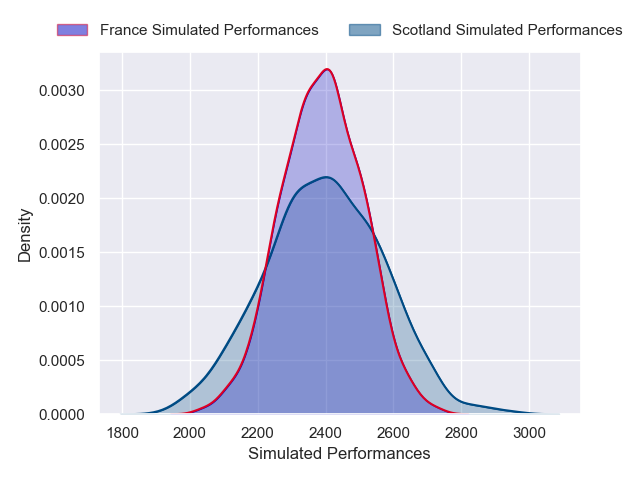 France Simulated Performances
Scotland Simulated Performances
0.0030
0.0025
0.0020
0.0015
0.0010
0.0005
0.0000
Density
1800 2000 2200 2400 2600 2800 3000
Simulated Performances